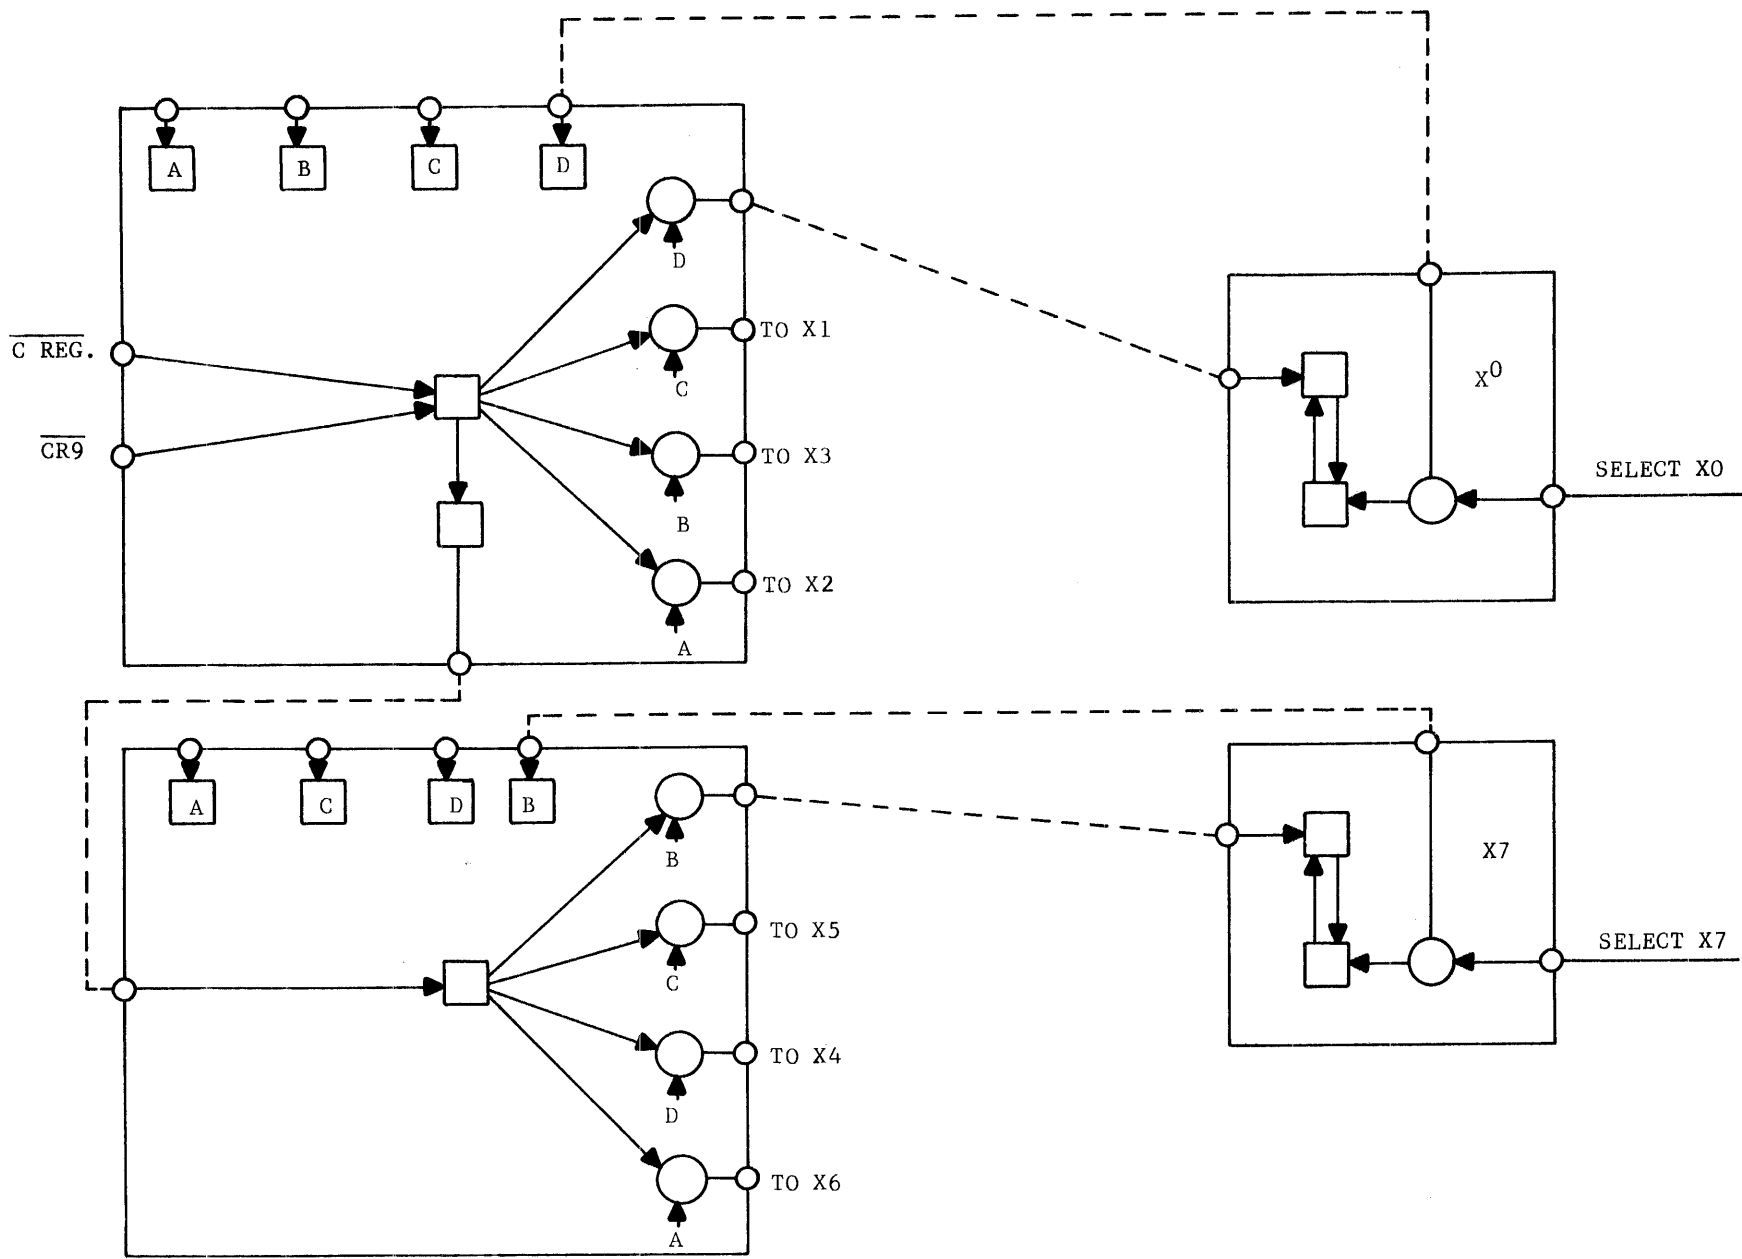 A B C D
D
TO X1
C REG.
C
X0
CR9
TO X3
SELECT X0
B
TO X2
A
A C D B
B
X7
TO X5
SELECT X7
C
TO X4
D
TO X6
A